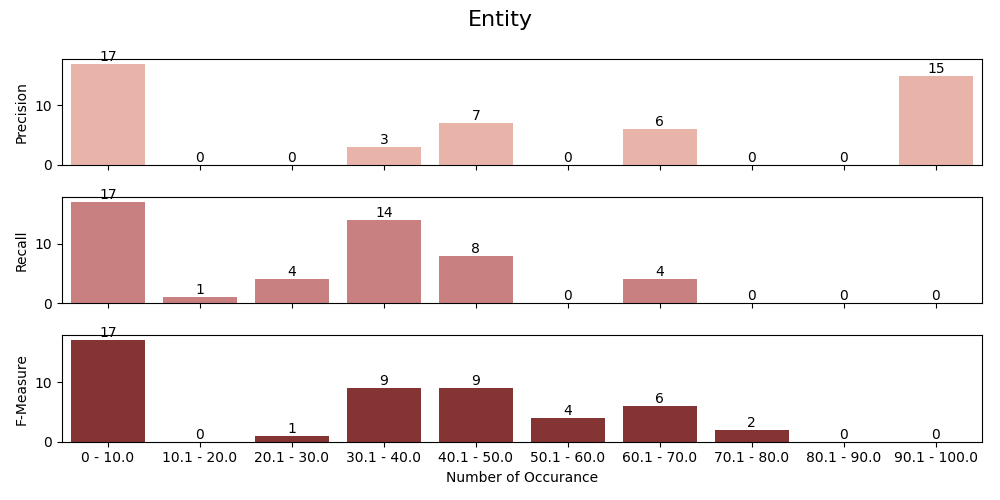 Entity
Precision
10
0
17 0 0 3 7 0 6 0 0 15
Recall
10
0
17 1 4 14 8 0 4 0 0 0
F-Measure
10
0
17 0 1 9 9 4 6 2 0 0
0 - 10.0 10.1 - 20.0 20.1 - 30.0 30.1 - 40.0 40.1 - 50.0 50.1 - 60.0 60.1 - 70.0 70.1 - 80.0 80.1 - 90.0 90.1 - 100.0
Number of Occurance